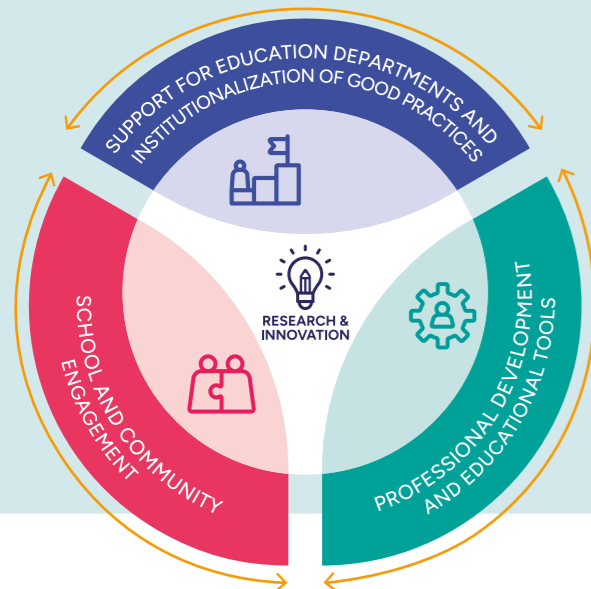 SUPPORT FOR EDUCATION DEPARTMENTS AND
INSTITUTIONALIZATION OF GOOD PRACTICES
RESEARCH &
INNOVATION
SCHOOL AND COMMUNITY
ENGAGEMENT
PROFESSIONAL DEVELOPMENT
AND EDUCATIONAL TOOLS